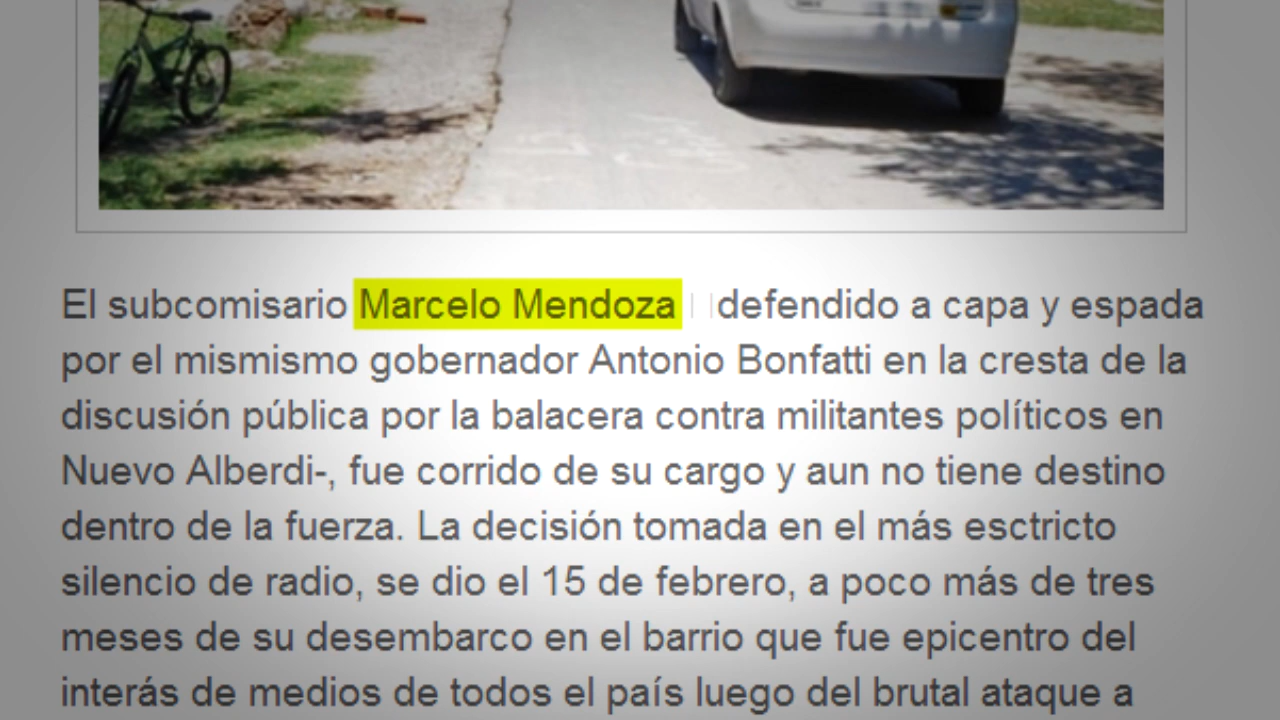 El subcomisario Marcelo Mendoza defendido a capa y espada
por el mismismo gobernador Antonio Bonfatti en la cresta de la
discusión pública por la balacera contra militantes políticos en
Nuevo Alberdi-, fue corrido de su cargo y aun no tiene destino
dentro de la fuerza. La decisión tomada en el más esctricto
silencio de radio, se dio el 15 de febrero, a poco más de tres
meses de su desembarco en el barrio que fue epicentro del
interás de medios de todos el país luego del brutal ataque a